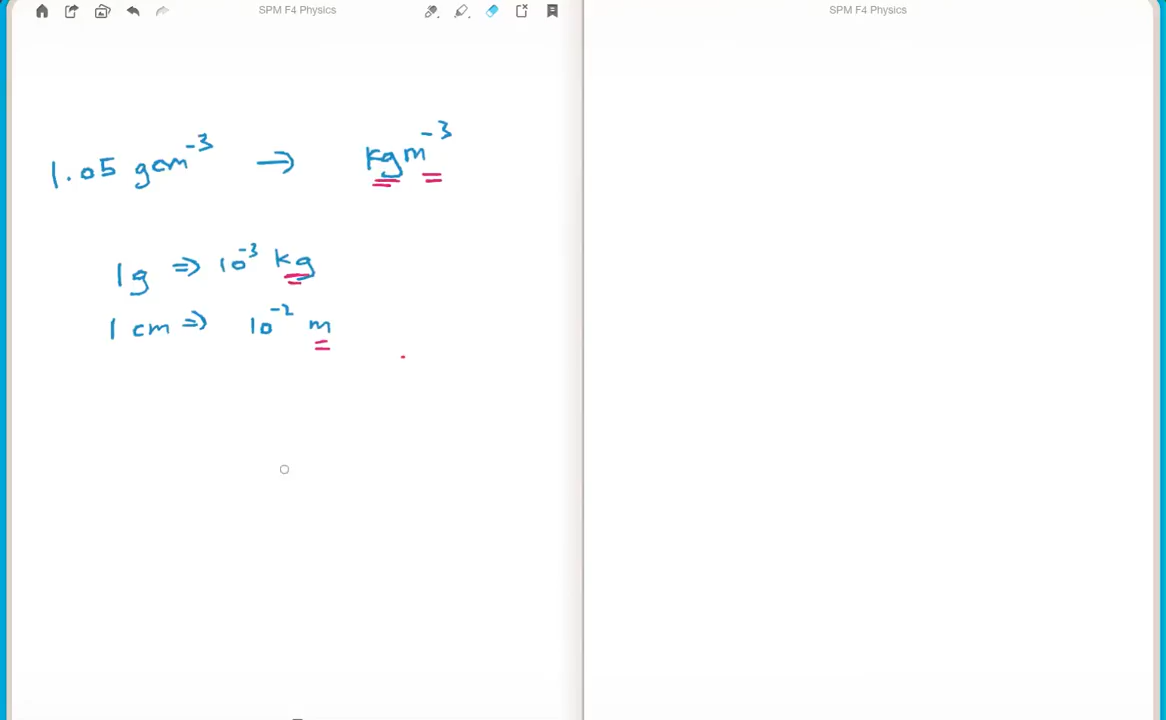 SPM F4 Physics
SPM F4 Physics
1.05 gcm⁻³ → kgm⁻³
1g ⇒ 10⁻³ kg
1 cm ⇒ 10⁻² m